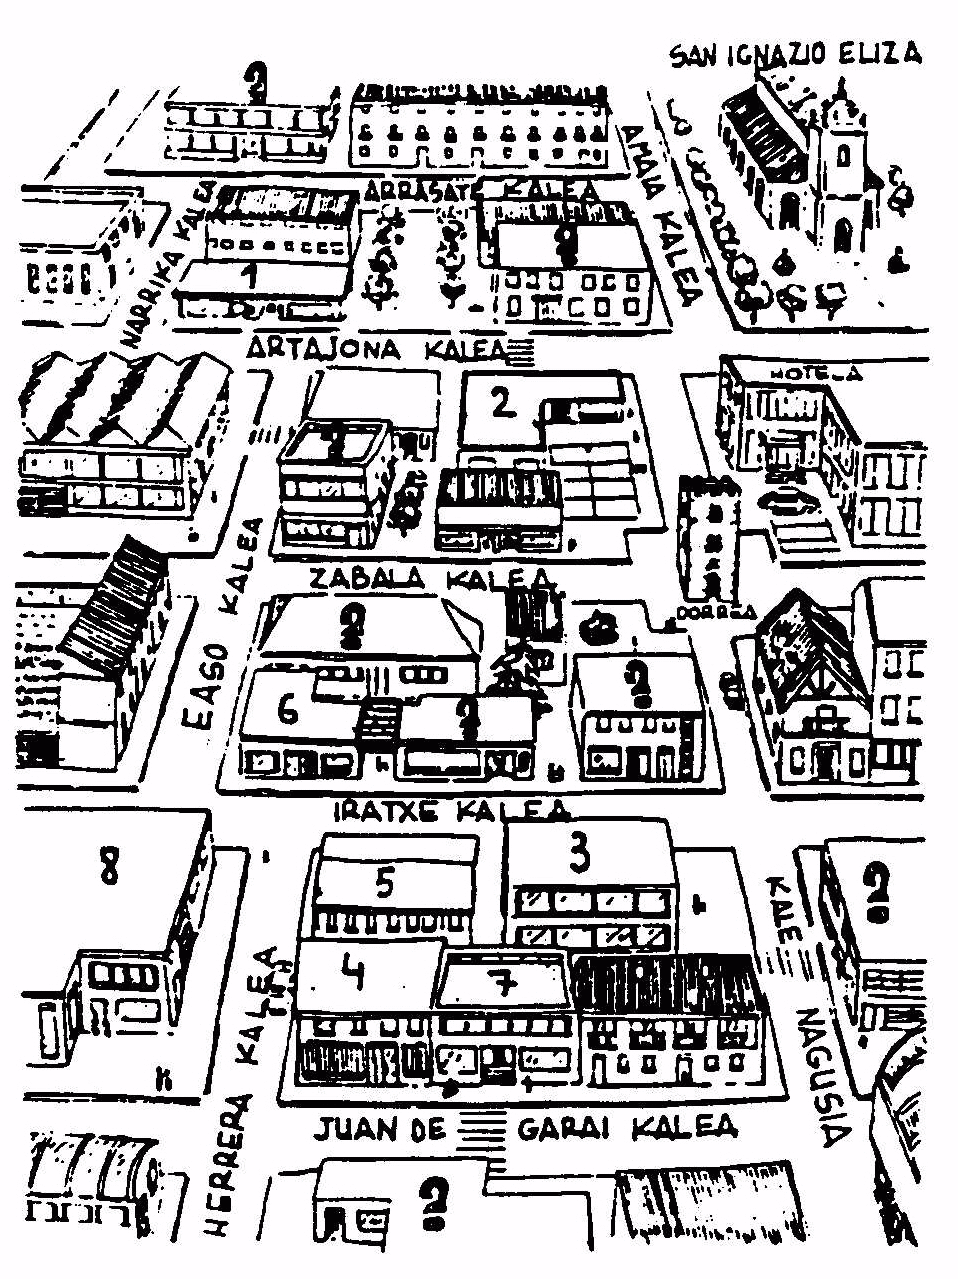 SAN IGNAZIO ELIZA
?
ARRASATE KALEA
AMAIA KALEA
NARRIKA KALEA
?
1
ARTAJONA KALEA
HOTELA
2
ZABALA KALEA
EASO KALEA
DORREA
?
?
6
?
IRATXE KALEA
8
5
3
?
4
7
KALE NAGUSIA
HERRERA KALEA
JUAN DE GARAI KALEA
?